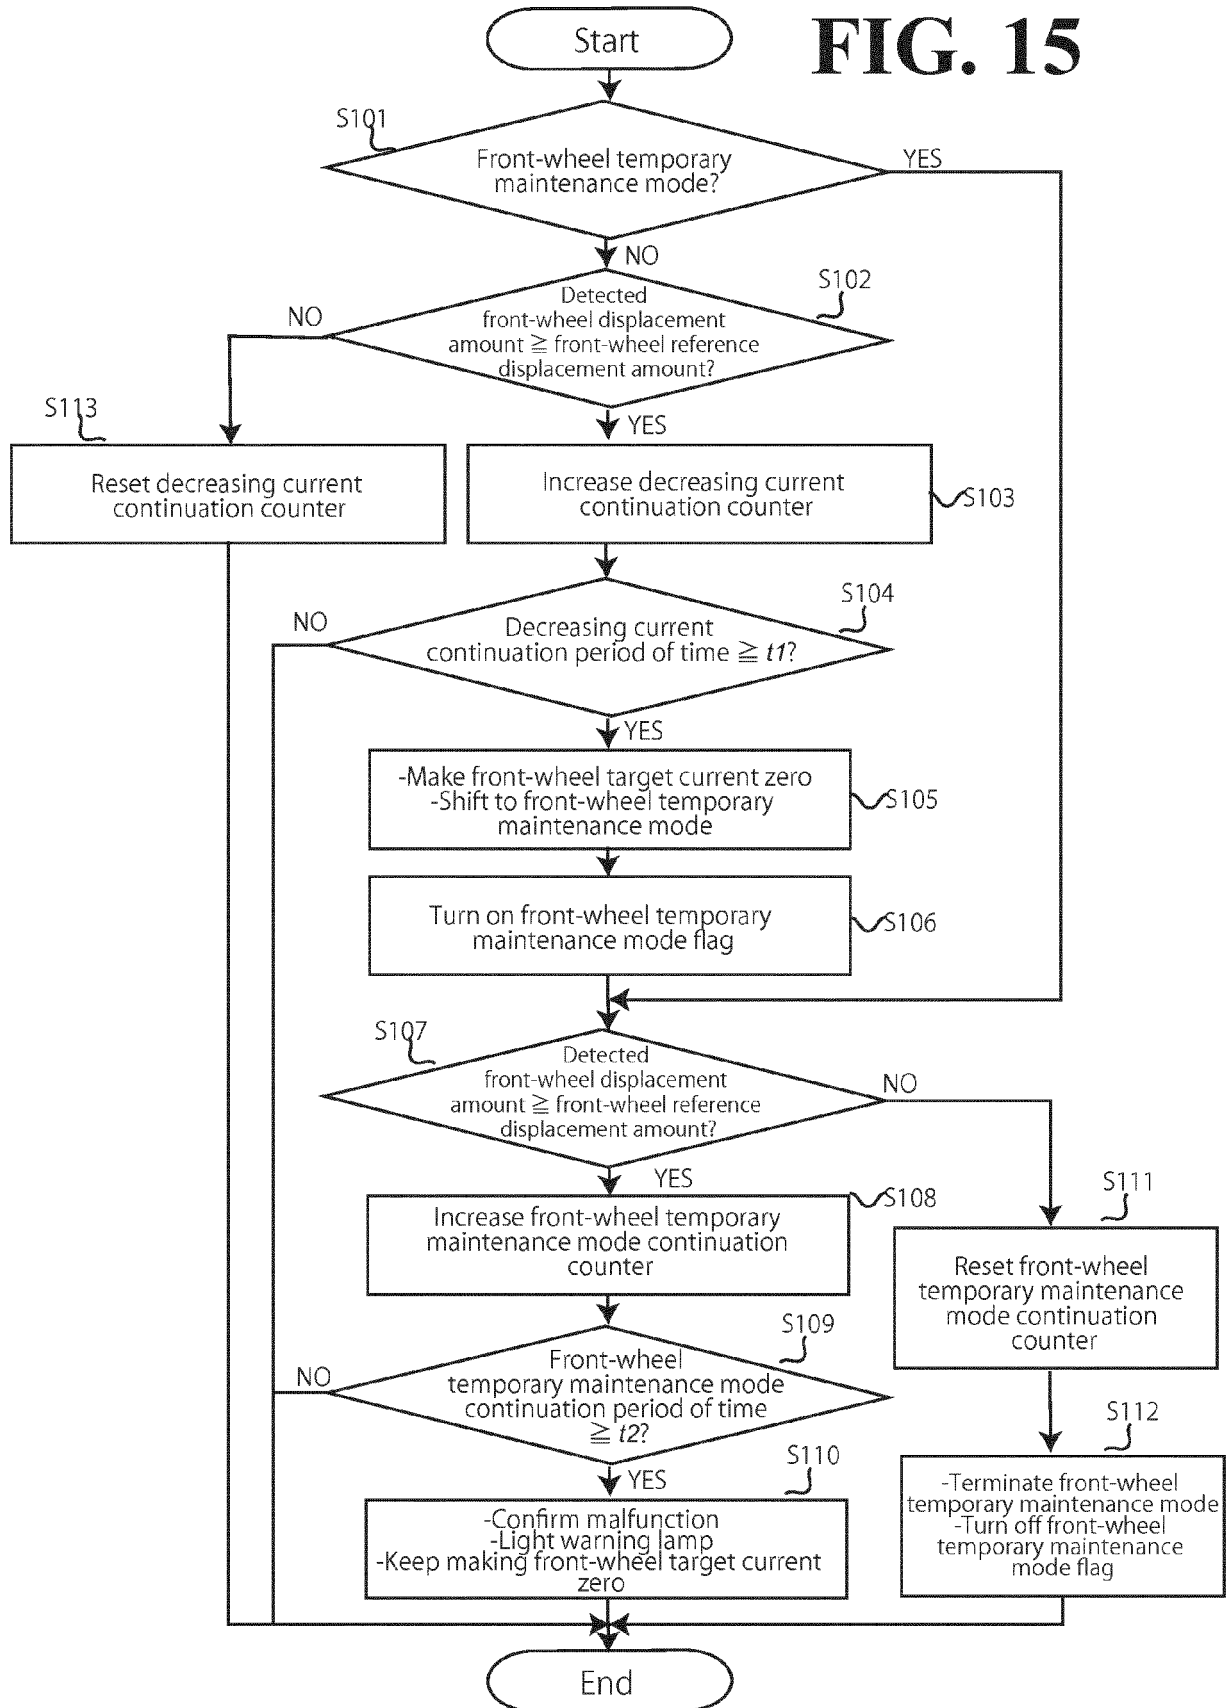 FIG. 15
Start
S101
Front-wheel temporary
maintenance mode?
YES
NO
S102
Detected
front-wheel displacement
amount ≧ front-wheel reference
displacement amount?
NO
YES
S113
Reset decreasing current
continuation counter
Increase decreasing current
continuation counter
S103
S104
Decreasing current
continuation period of time ≧ t1?
NO
YES
-Make front-wheel target current zero
-Shift to front-wheel temporary
maintenance mode
S105
Turn on front-wheel temporary
maintenance mode flag
S106
S107
Detected
front-wheel displacement
amount ≧ front-wheel reference
displacement amount?
NO
YES
S108
Increase front-wheel temporary
maintenance mode continuation
counter
S111
Reset front-wheel
temporary maintenance
mode continuation
counter
S109
Front-wheel
temporary maintenance mode
continuation period of time
≧ t2?
NO
YES
S110
-Confirm malfunction
-Light warning lamp
-Keep making front-wheel target current
zero
S112
-Terminate front-wheel
temporary maintenance mode
-Turn off front-wheel
temporary maintenance
mode flag
End